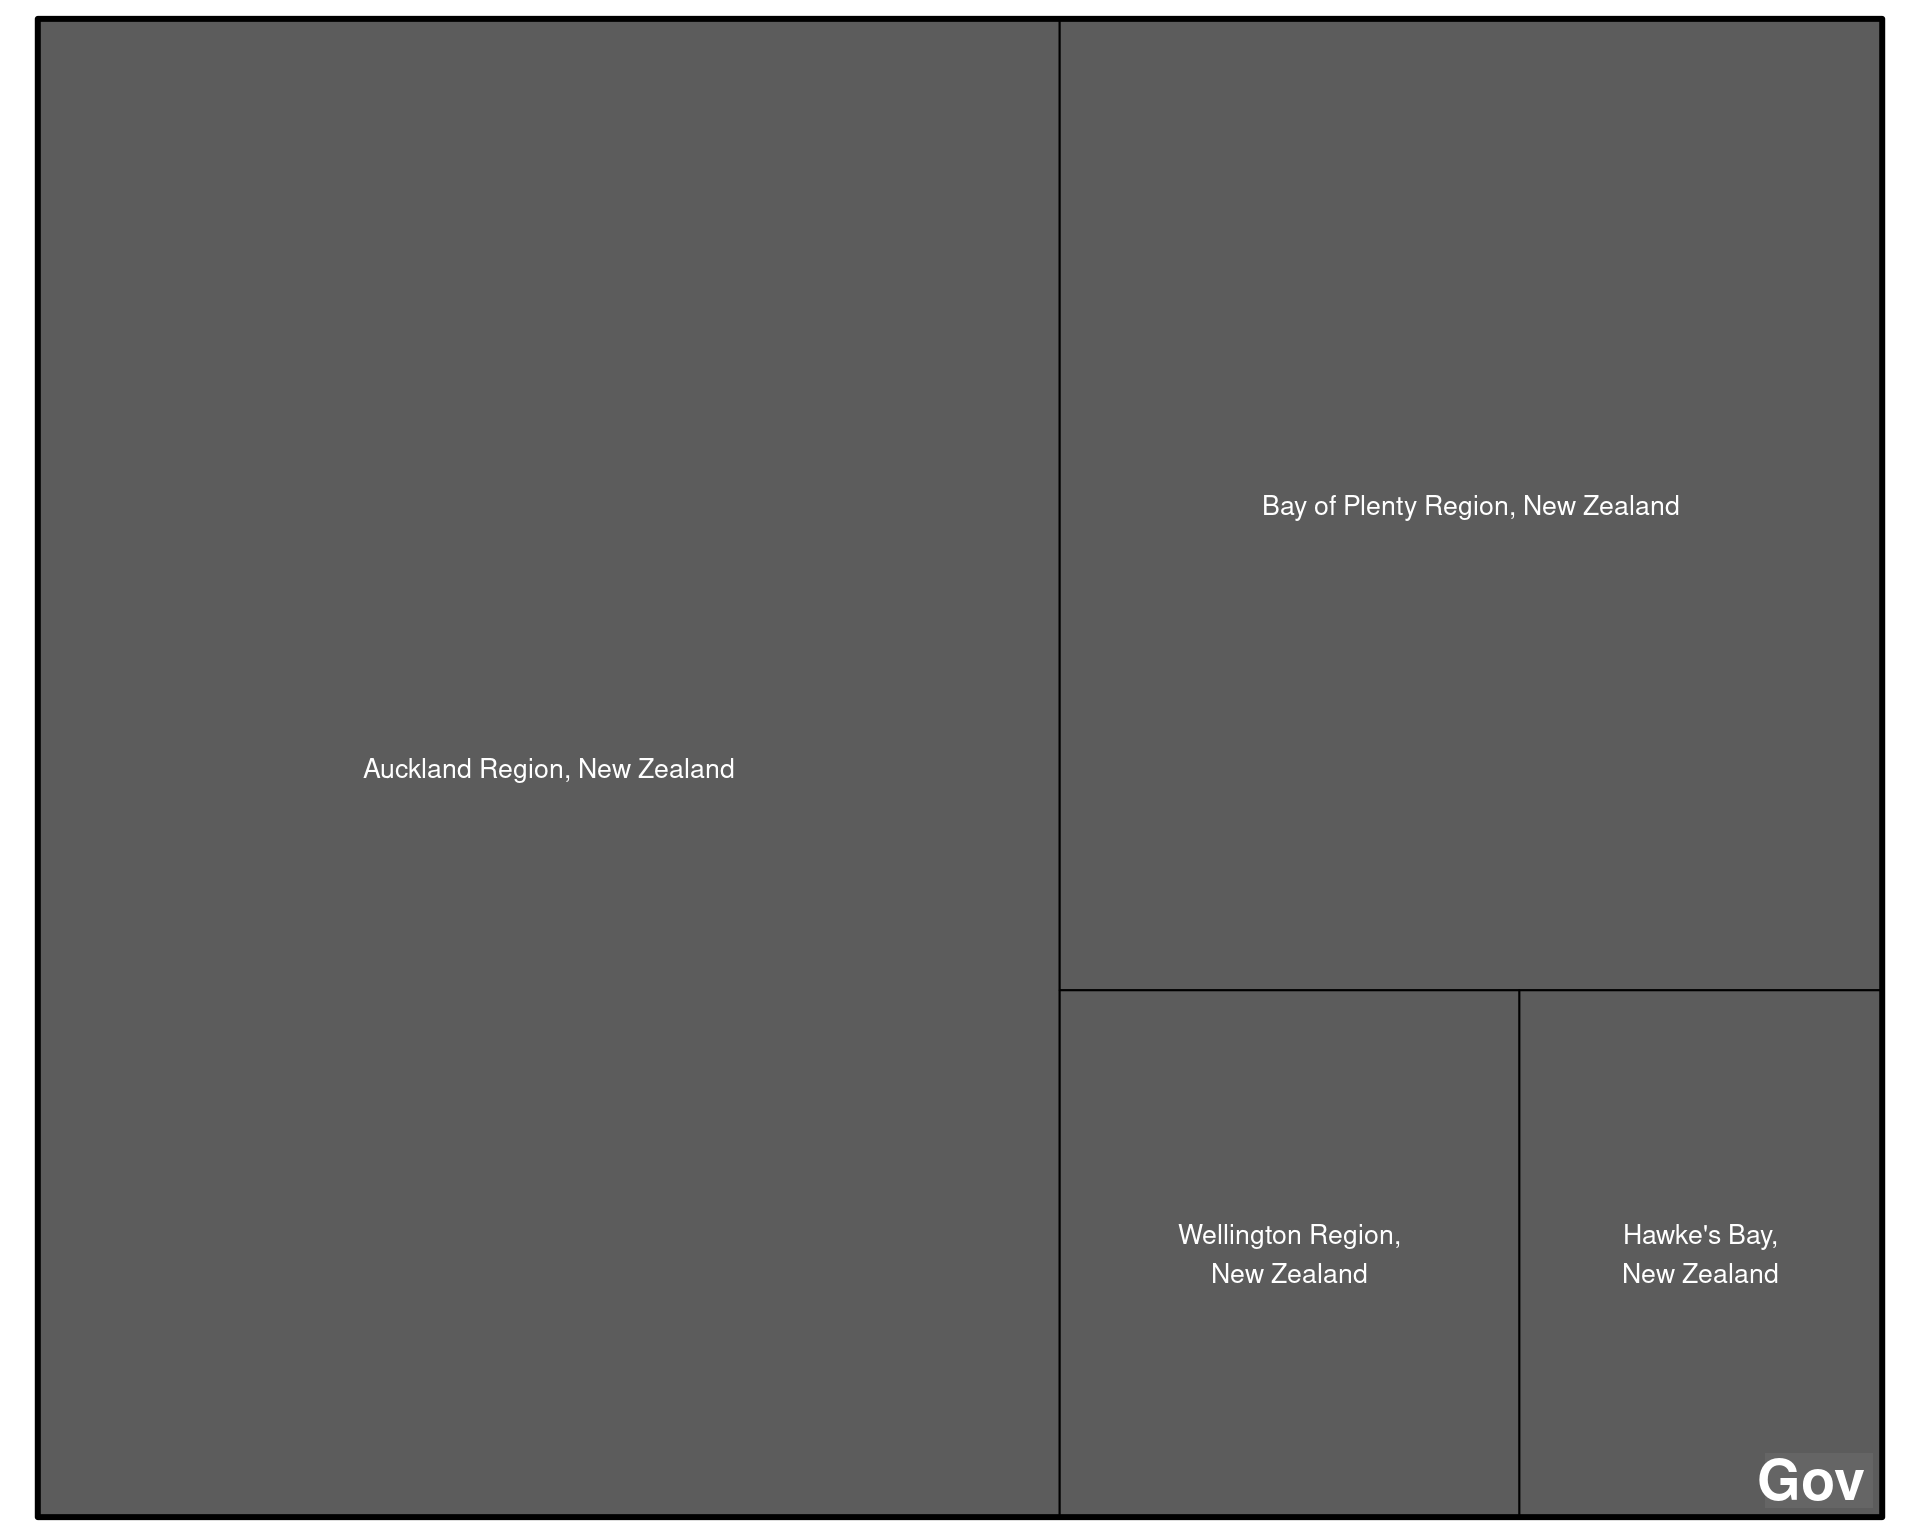 Bay of Plenty Region, New Zealand
Auckland Region, New Zealand
Wellington Region,
New Zealand
Hawke's Bay,
New Zealand
Gov